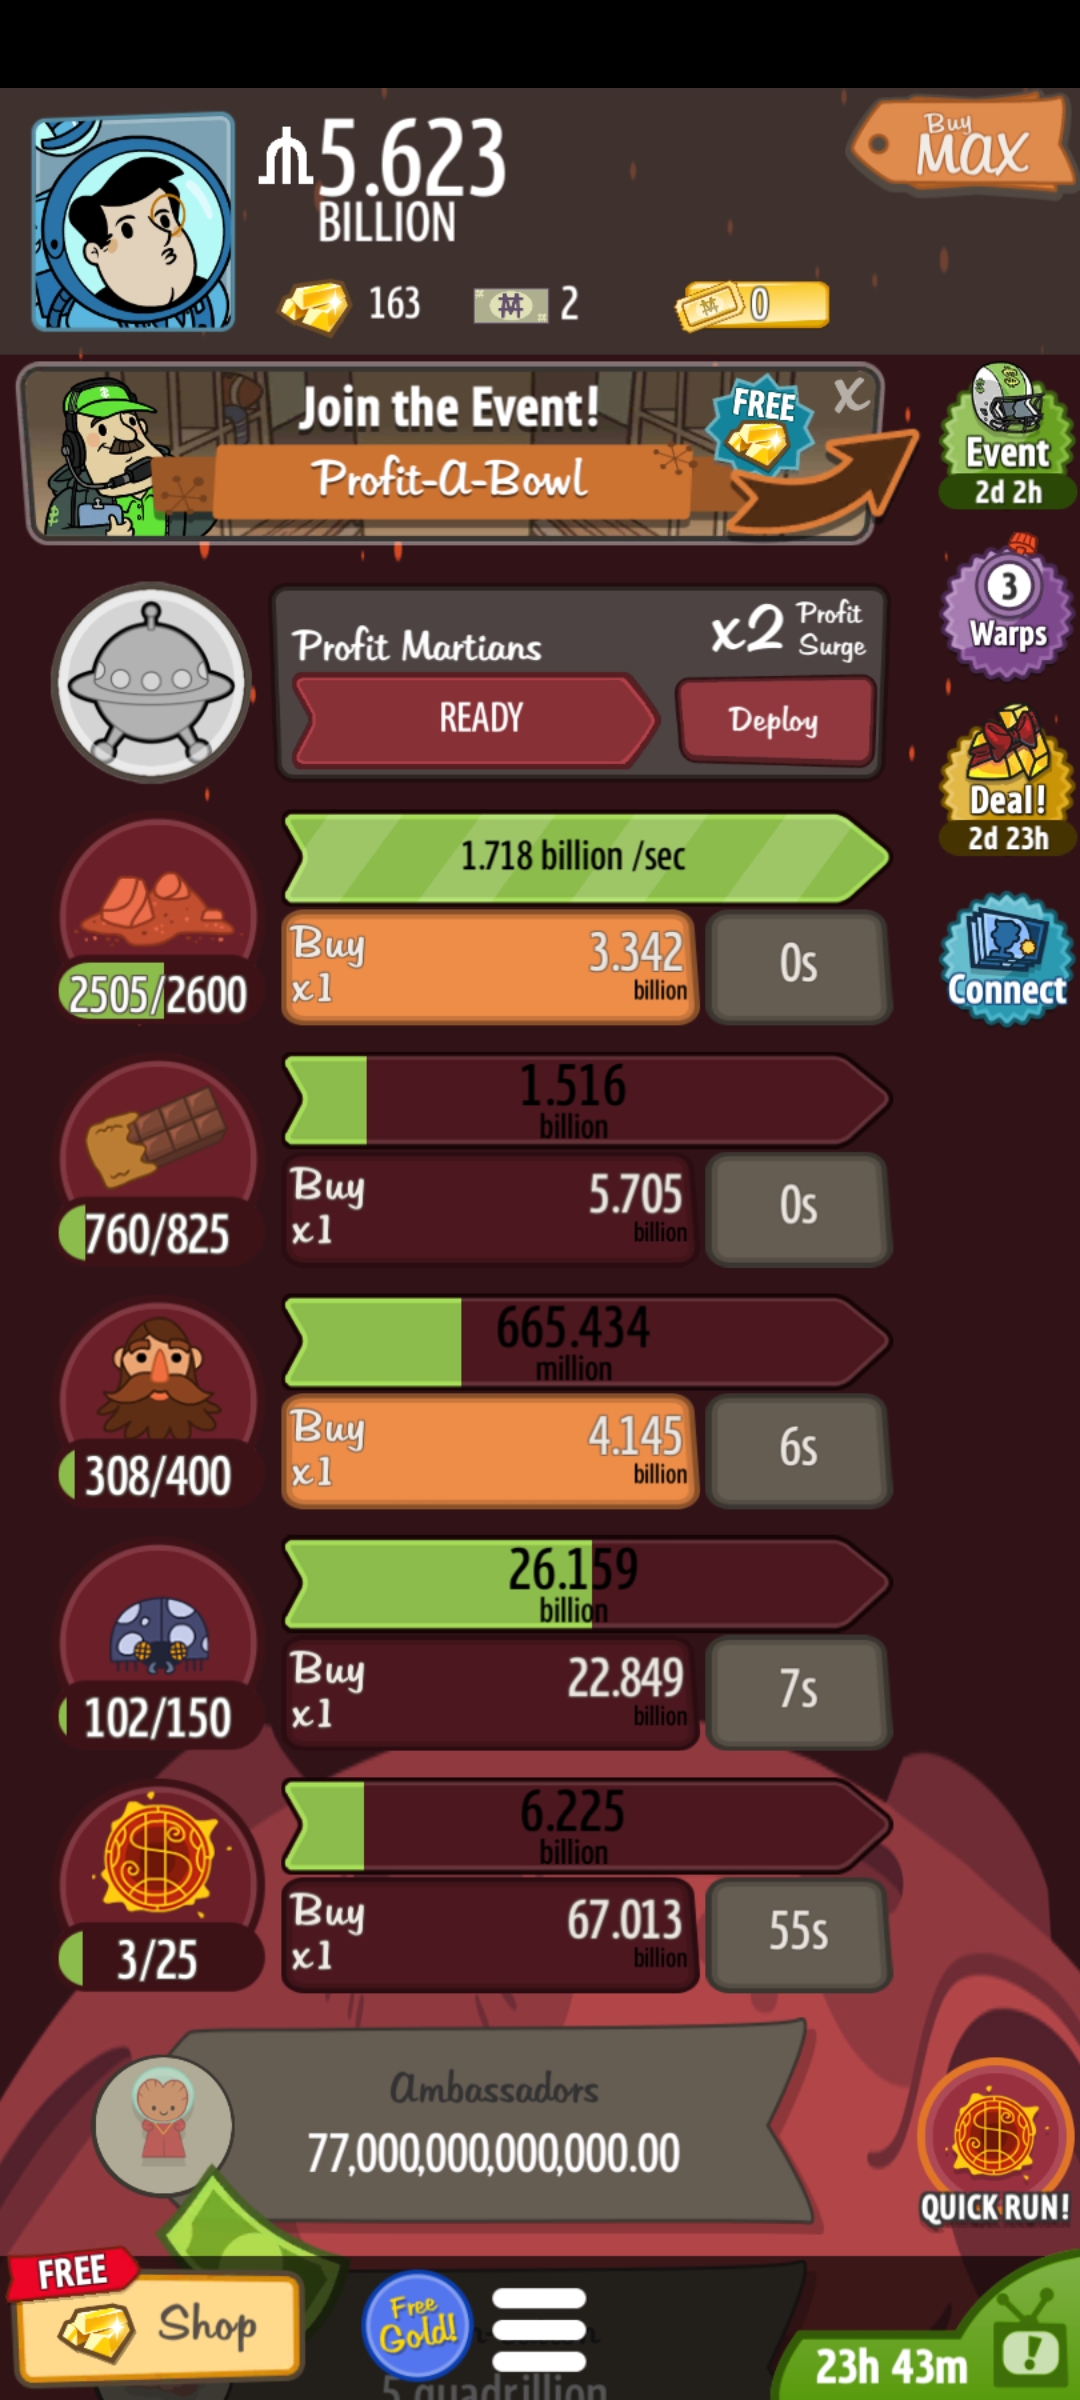 5.623
BILLION
Buy
MAX
163
2
0
Join the Event!
FREE
X
Profit-A-Bowl
Event
2d 2h
3
Warps
Profit Martians
x2 Profit
Surge
READY
Deploy
Deal!
2d 23h
1.718 billion /sec
Buy
x1
3.342
billion
0s
2505/2600
Connect
1.516
billion
Buy
x1
5.705
billion
0s
760/825
665.434
million
Buy
x1
4.145
billion
6s
308/400
26.159
billion
Buy
x1
22.849
billion
7s
102/150
6.225
billion
Buy
x1
67.013
billion
55s
3/25
Ambassadors
77,000,000,000,000.00
QUICK RUN!
FREE
Shop
Free
Gold!
23h 43m
5 quadrillion